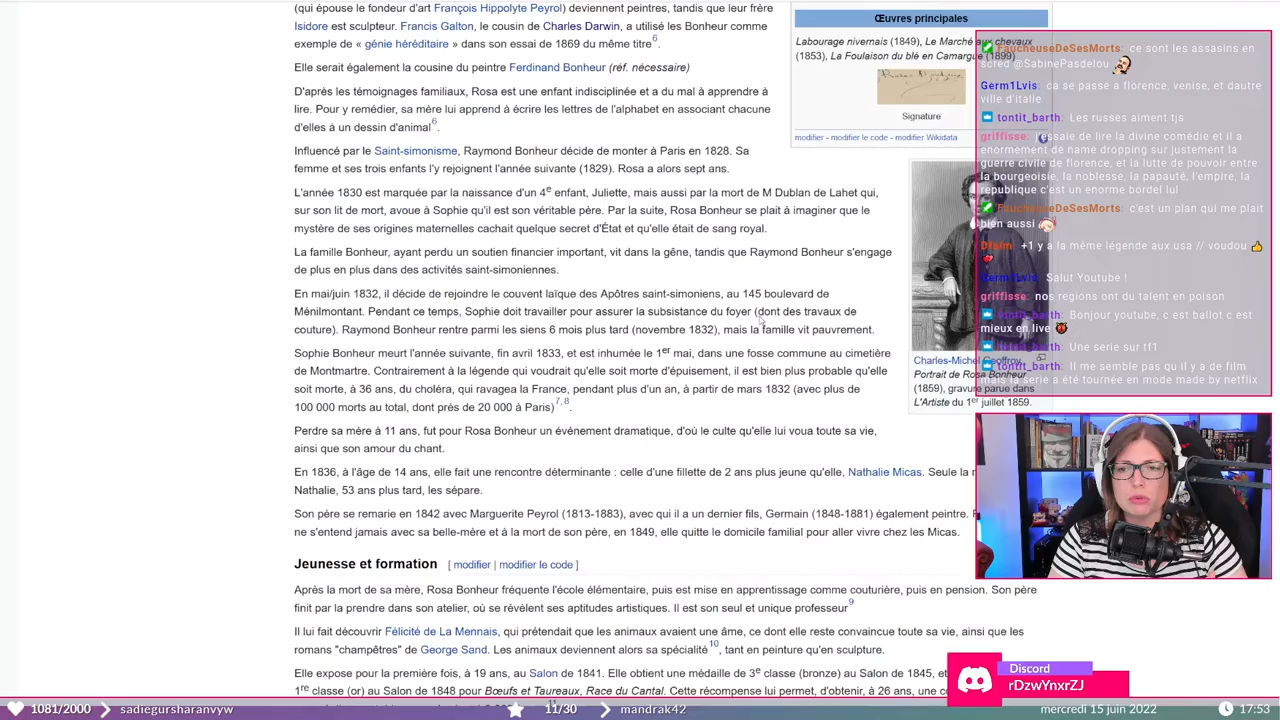 (qui épouse le fondeur d'art François Hippolyte Peyrol) deviennent peintres, tandis que leur frère
Isidore est sculpteur. Francis Galton, le cousin de Charles Darwin, a utilisé les Bonheur comme
exemple de « génie héréditaire » dans son essai de 1869 du même titre6.
Elle serait également la cousine du peintre Ferdinand Bonheur (réf. nécessaire)
D'après les témoignages familiaux, Rosa est une enfant indisciplinée et a du mal à apprendre à
lire. Pour y remédier, sa mère lui apprend à écrire les lettres de l'alphabet en associant chacune
d'elles à un dessin d'animal6.
Influencé par le Saint-simonisme, Raymond Bonheur décide de monter à Paris en 1828. Sa
femme et ses trois enfants l'y rejoignent l'année suivante (1829). Rosa a alors sept ans.
L'année 1830 est marquée par la naissance d'un 4e enfant, Juliette, mais aussi par la mort de M Dublan de Lahet qui,
sur son lit de mort, avoue à Sophie qu'il est son véritable père. Par la suite, Rosa Bonheur se plait à imaginer que le
mystère de ses origines maternelles cachait quelque secret d'État et qu'elle était de sang royal.
La famille Bonheur, ayant perdu un soutien financier important, vit dans la gêne, tandis que Raymond Bonheur s'engage
de plus en plus dans des activités saint-simoniennes.
En mai/juin 1832, il décide de rejoindre le couvent laïque des Apôtres saint-simoniens, au 145 boulevard de
Ménilmontant. Pendant ce temps, Sophie doit travailler pour assurer la subsistance du foyer (dont des travaux de
couture). Raymond Bonheur rentre parmi les siens 6 mois plus tard (novembre 1832), mais la famille vit pauvrement.
Sophie Bonheur meurt l'année suivante, fin avril 1833, et est inhumée le 1er mai, dans une fosse commune au cimetière
de Montmartre. Contrairement à la légende qui voudrait qu'elle soit morte d'épuisement, il est bien plus probable qu'elle
soit morte, à 36 ans, du choléra, qui ravagea la France, pendant plus d'un an, à partir de mars 1832 (avec plus de
100 000 morts au total, dont près de 20 000 à Paris)7, 8.
Perdre sa mère à 11 ans, fut pour Rosa Bonheur un événement dramatique, d'où le culte qu'elle lui voua toute sa vie,
ainsi que son amour du chant.
En 1836, à l'âge de 14 ans, elle fait une rencontre déterminante : celle d'une fillette de 2 ans plus jeune qu'elle, Nathalie Micas. Seule la
Nathalie, 53 ans plus tard, les sépare.
Son père se remarie en 1842 avec Marguerite Peyrol (1813-1883), avec qui il a un dernier fils, Germain (1848-1881) également peintre.
ne s'entend jamais avec sa belle-mère et à la mort de son père, en 1849, elle quitte le domicile familial pour aller vivre chez les Micas.
Jeunesse et formation [ modifier | modifier le code ]
Après la mort de sa mère, Rosa Bonheur fréquente l'école élémentaire, puis est mise en apprentissage comme couturière, puis en pension. Son père
finit par la prendre dans son atelier, où se révèlent ses aptitudes artistiques. Il est son seul et unique professeur9
Il lui fait découvrir Félicité de La Mennais, qui prétendait que les animaux avaient une âme, ce dont elle reste convaincue toute sa vie, ainsi que les
romans "champêtres" de George Sand. Les animaux deviennent alors sa spécialité10, tant en peinture qu'en sculpture.
Elle expose pour la première fois, à 19 ans, au Salon de 1841. Elle obtient une médaille de 3e classe (bronze) au Salon de 1845, et
1re classe (or) au Salon de 1848 pour Bœufs et Taureaux, Race du Cantal. Cette récompense lui permet, d'obtenir, à 26 ans, une
Œuvres principales
Labourage nivernais (1849), Le Marché aux chevaux
(1853), La Foulaison du blé en Camargue (1899)
Signature
modifier - modifier le code - modifier Wikidata
Charles-Michel Geoffroy,
Portrait de Rosa Bonheur
(1859), gravure parue dans
L'Artiste du 1er juillet 1859.
FaucheuseDeSesMorts: ce sont les assasins en
scred @SabinePasdelou
Germ1Lvis: ca se passe a florence, venise, et dautre
ville d'italie
tontit_barth: Les russes aiment tjs
griffisse: essaie de lire la divine comédie et il a
enormement de name dropping sur justement la
guerre civile de florence, et la lutte de pouvoir entre
la bourgeoisie, la noblesse, la papauté, l'empire, la
republique c'est un enorme bordel lul
FaucheuseDeSesMorts: c'est un plan qui me plait
bien aussi
+1 y a la même légende aux usa // voudou
Germ1Lvis: Salut Youtube !
griffisse: nos regions ont du talent en poison
tontit_barth: Bonjour youtube, c est ballot c est
mieux en live
tontit_barth: Une serie sur tf1
tontit_barth: Il me semble pas qu il y a de film
mais la serie a été tournée en mode made by netflix
Discord
rDzwYnxrZJ
1081/2000 sadiegursharanvyw 11/30 mandrak42 mercredi 15 juin 2022 17:53